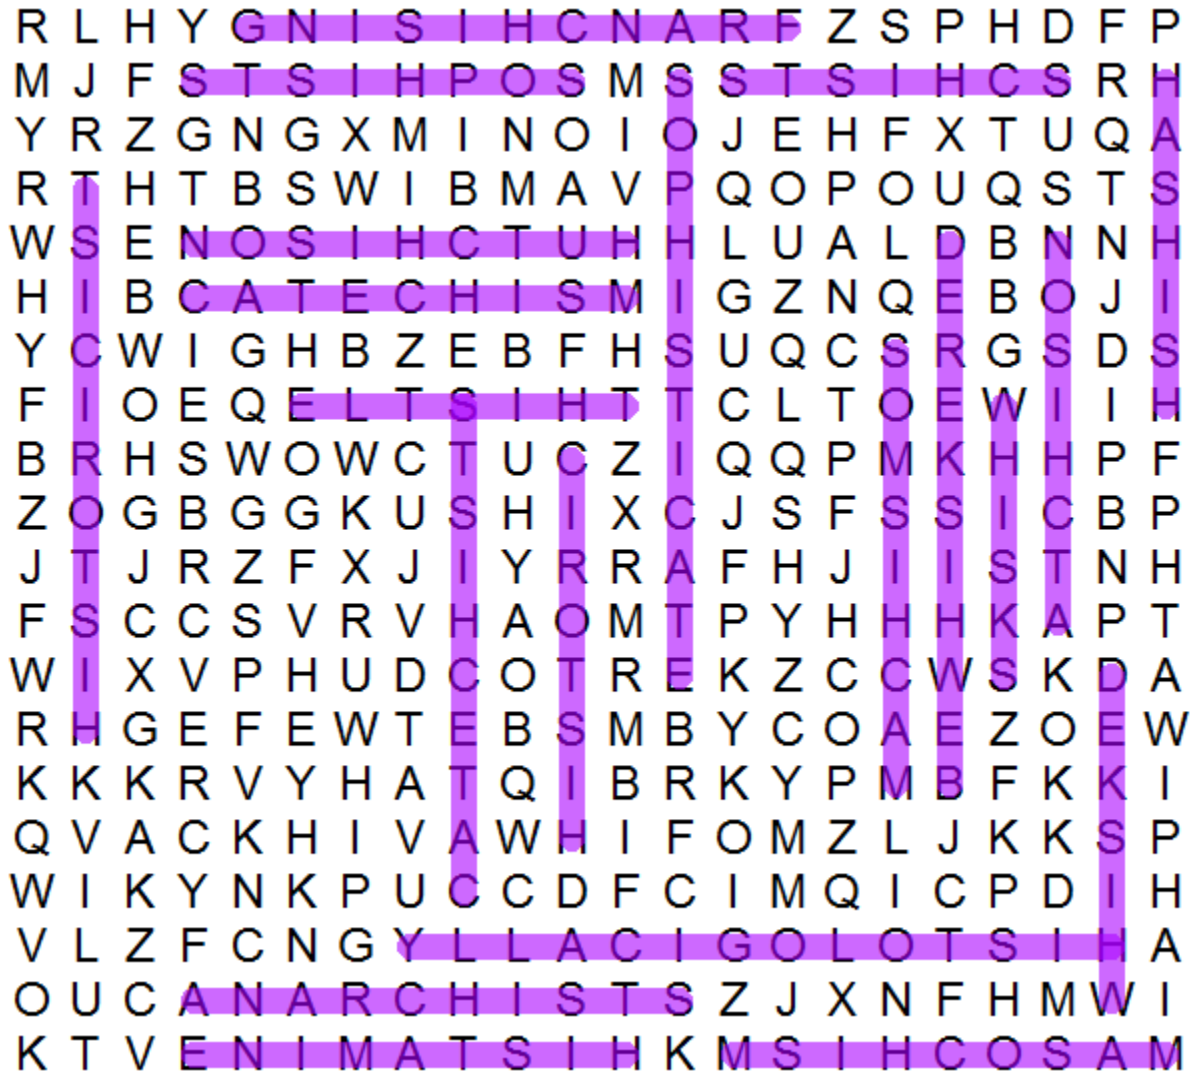 R L H Y G N I S I H C N A R F Z S P H D F P
M J F S T S I H P O S M S S T S I H C S R H
Y R Z G N G X M I N O I O J E H F X T U Q A
R T H T B S W I B M A V P Q O P O U Q S T S
W S E N O S I H C T U H H L U A L D B N N H
H I B C A T E C H I S M I G Z N Q E B O J I
Y C W I G H B Z E B F H S U Q C S R G S D S
F I O E Q E L T S I H T T C L T O E W I I H
B R H S W O W C T U C Z I Q Q P M K H H P F
Z O G B G G K U S H I X C J S F S S I C B P
J T J R Z F X J I Y R R A F H J I I S T N H
F S C C S V R V H A O M T P Y H H H K A P T
W I X V P H U D C O T R E K Z C C W S K D A
R H G E F E W T E B S M B Y C O A E Z O E W
K K K R V Y H A T Q I B R K Y P M B F K K I
Q V A C K H I V A W H I F O M Z L J K K S P
W I K Y N K P U C C D F C I M Q I C P D I H
V L Z F C N G Y L L A C I G O L O T S I H A
O U C A N A R C H I S T S Z J X N F H M W I
K T V E N I M A T S I H K M S I H C O S A M